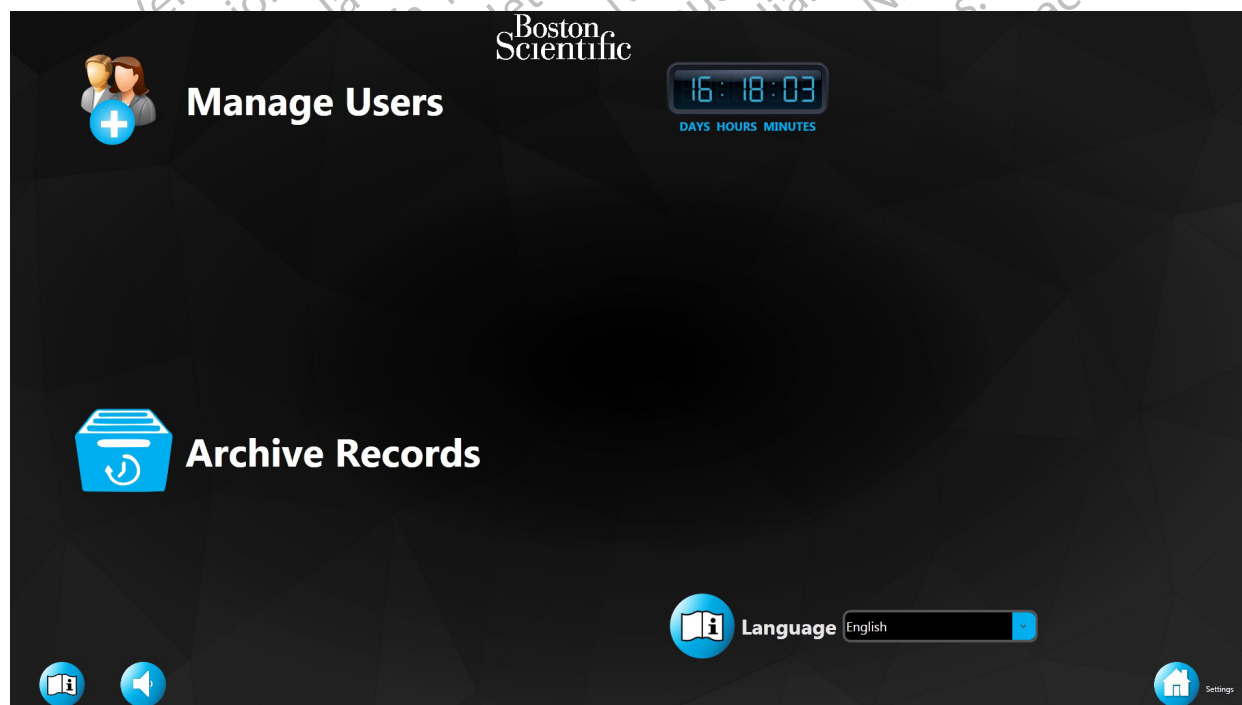 Boston
Scientific
Manage Users
16:18:03
DAYS HOURS MINUTES
Archive Records
Language English
Settings